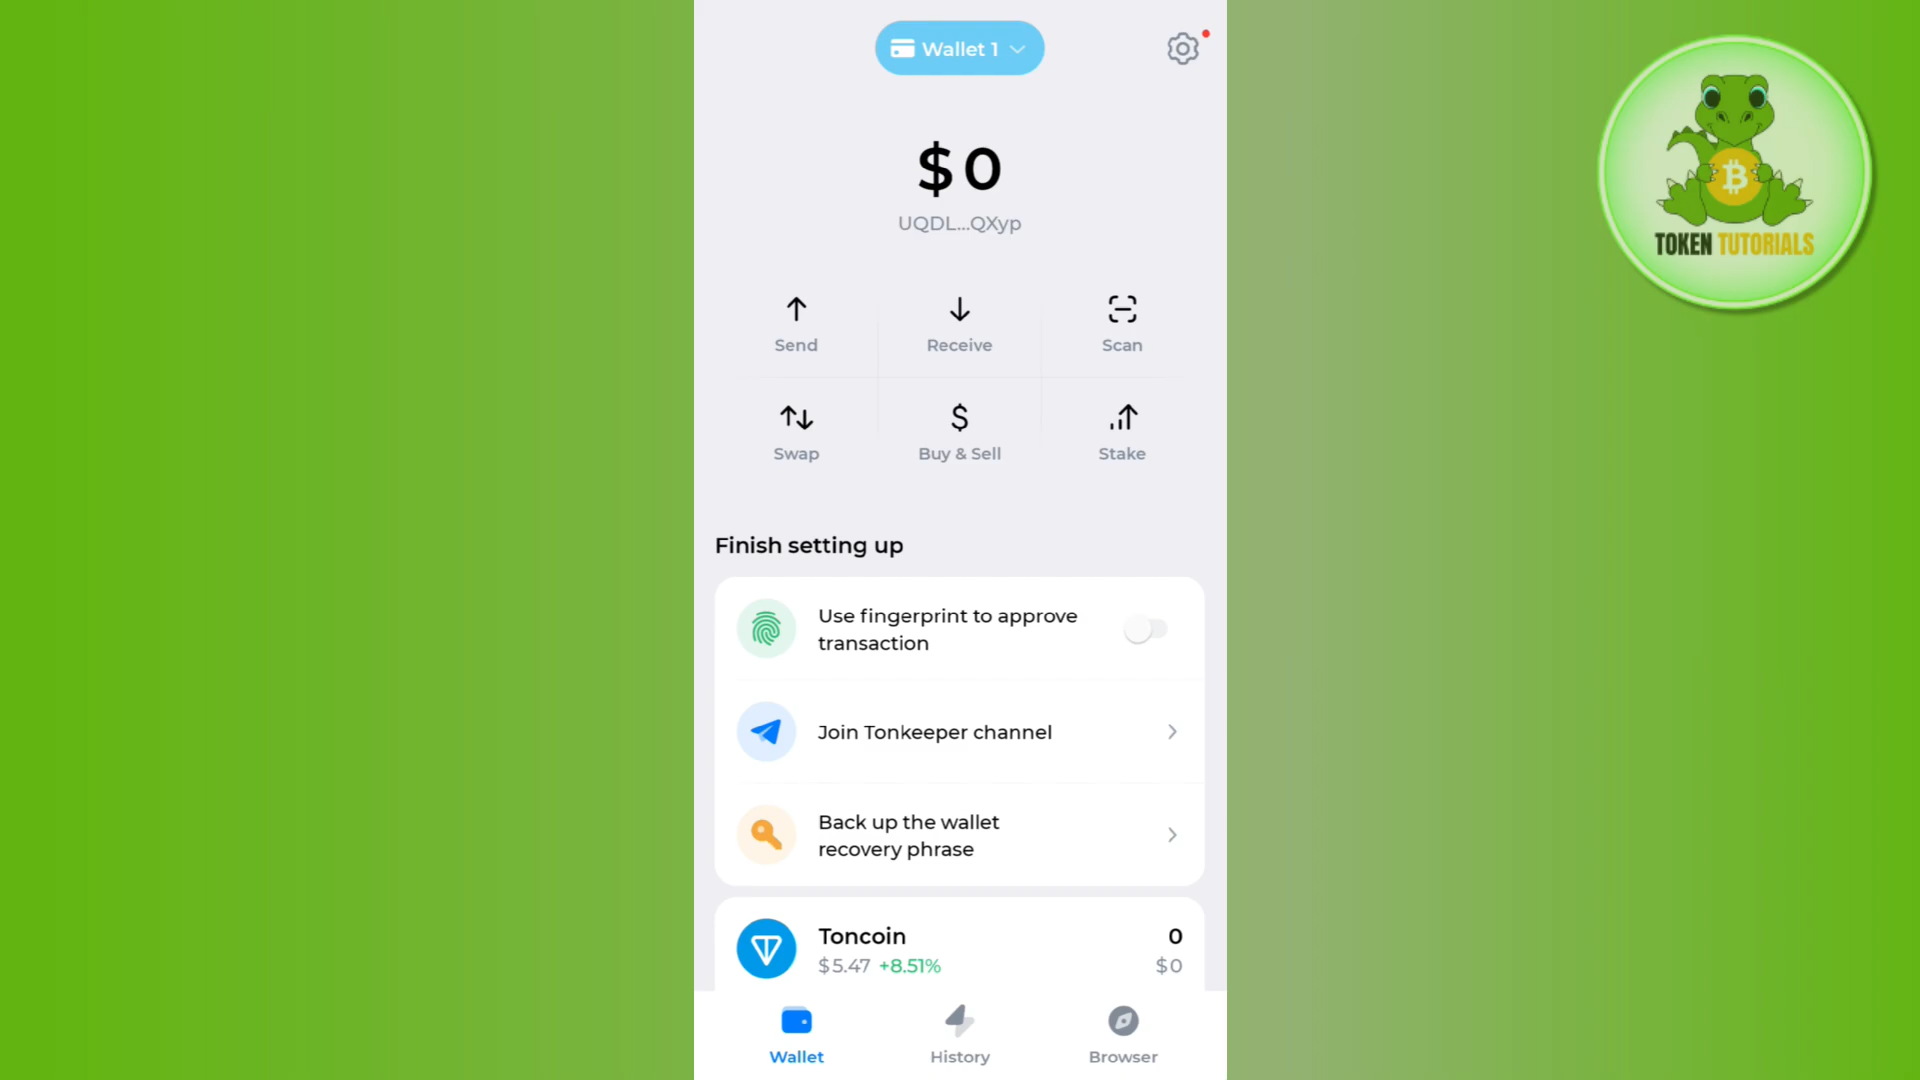 Wallet 1
$0
UQDL...QXyp
Send
Receive
Scan
Swap
Buy & Sell
Stake
Finish setting up
Use fingerprint to approve
transaction
Join Tonkeeper channel
Back up the wallet
recovery phrase
Toncoin
0
$5.47 +8.51%
$0
Wallet
History
Browser
TOKEN TUTORIALS